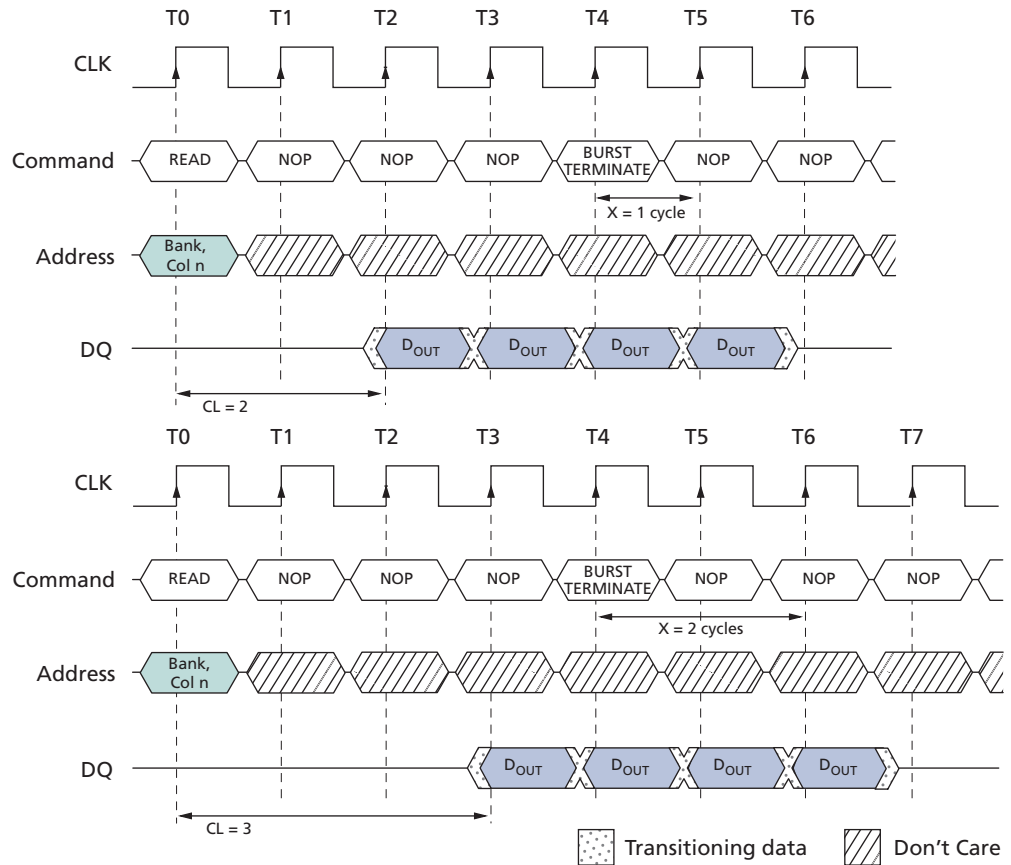 T0 T1 T2 T3 T4 T5 T6
CLK
Command READ NOP NOP NOP BURST TERMINATE NOP NOP
X = 1 cycle
Address Bank, Col n
DQ DOUT DOUT DOUT DOUT
CL = 2
T0 T1 T2 T3 T4 T5 T6 T7
CLK
Command READ NOP NOP NOP BURST TERMINATE NOP NOP NOP
X = 2 cycles
Address Bank, Col n
DQ DOUT DOUT DOUT DOUT
CL = 3
Transitioning data Don't Care